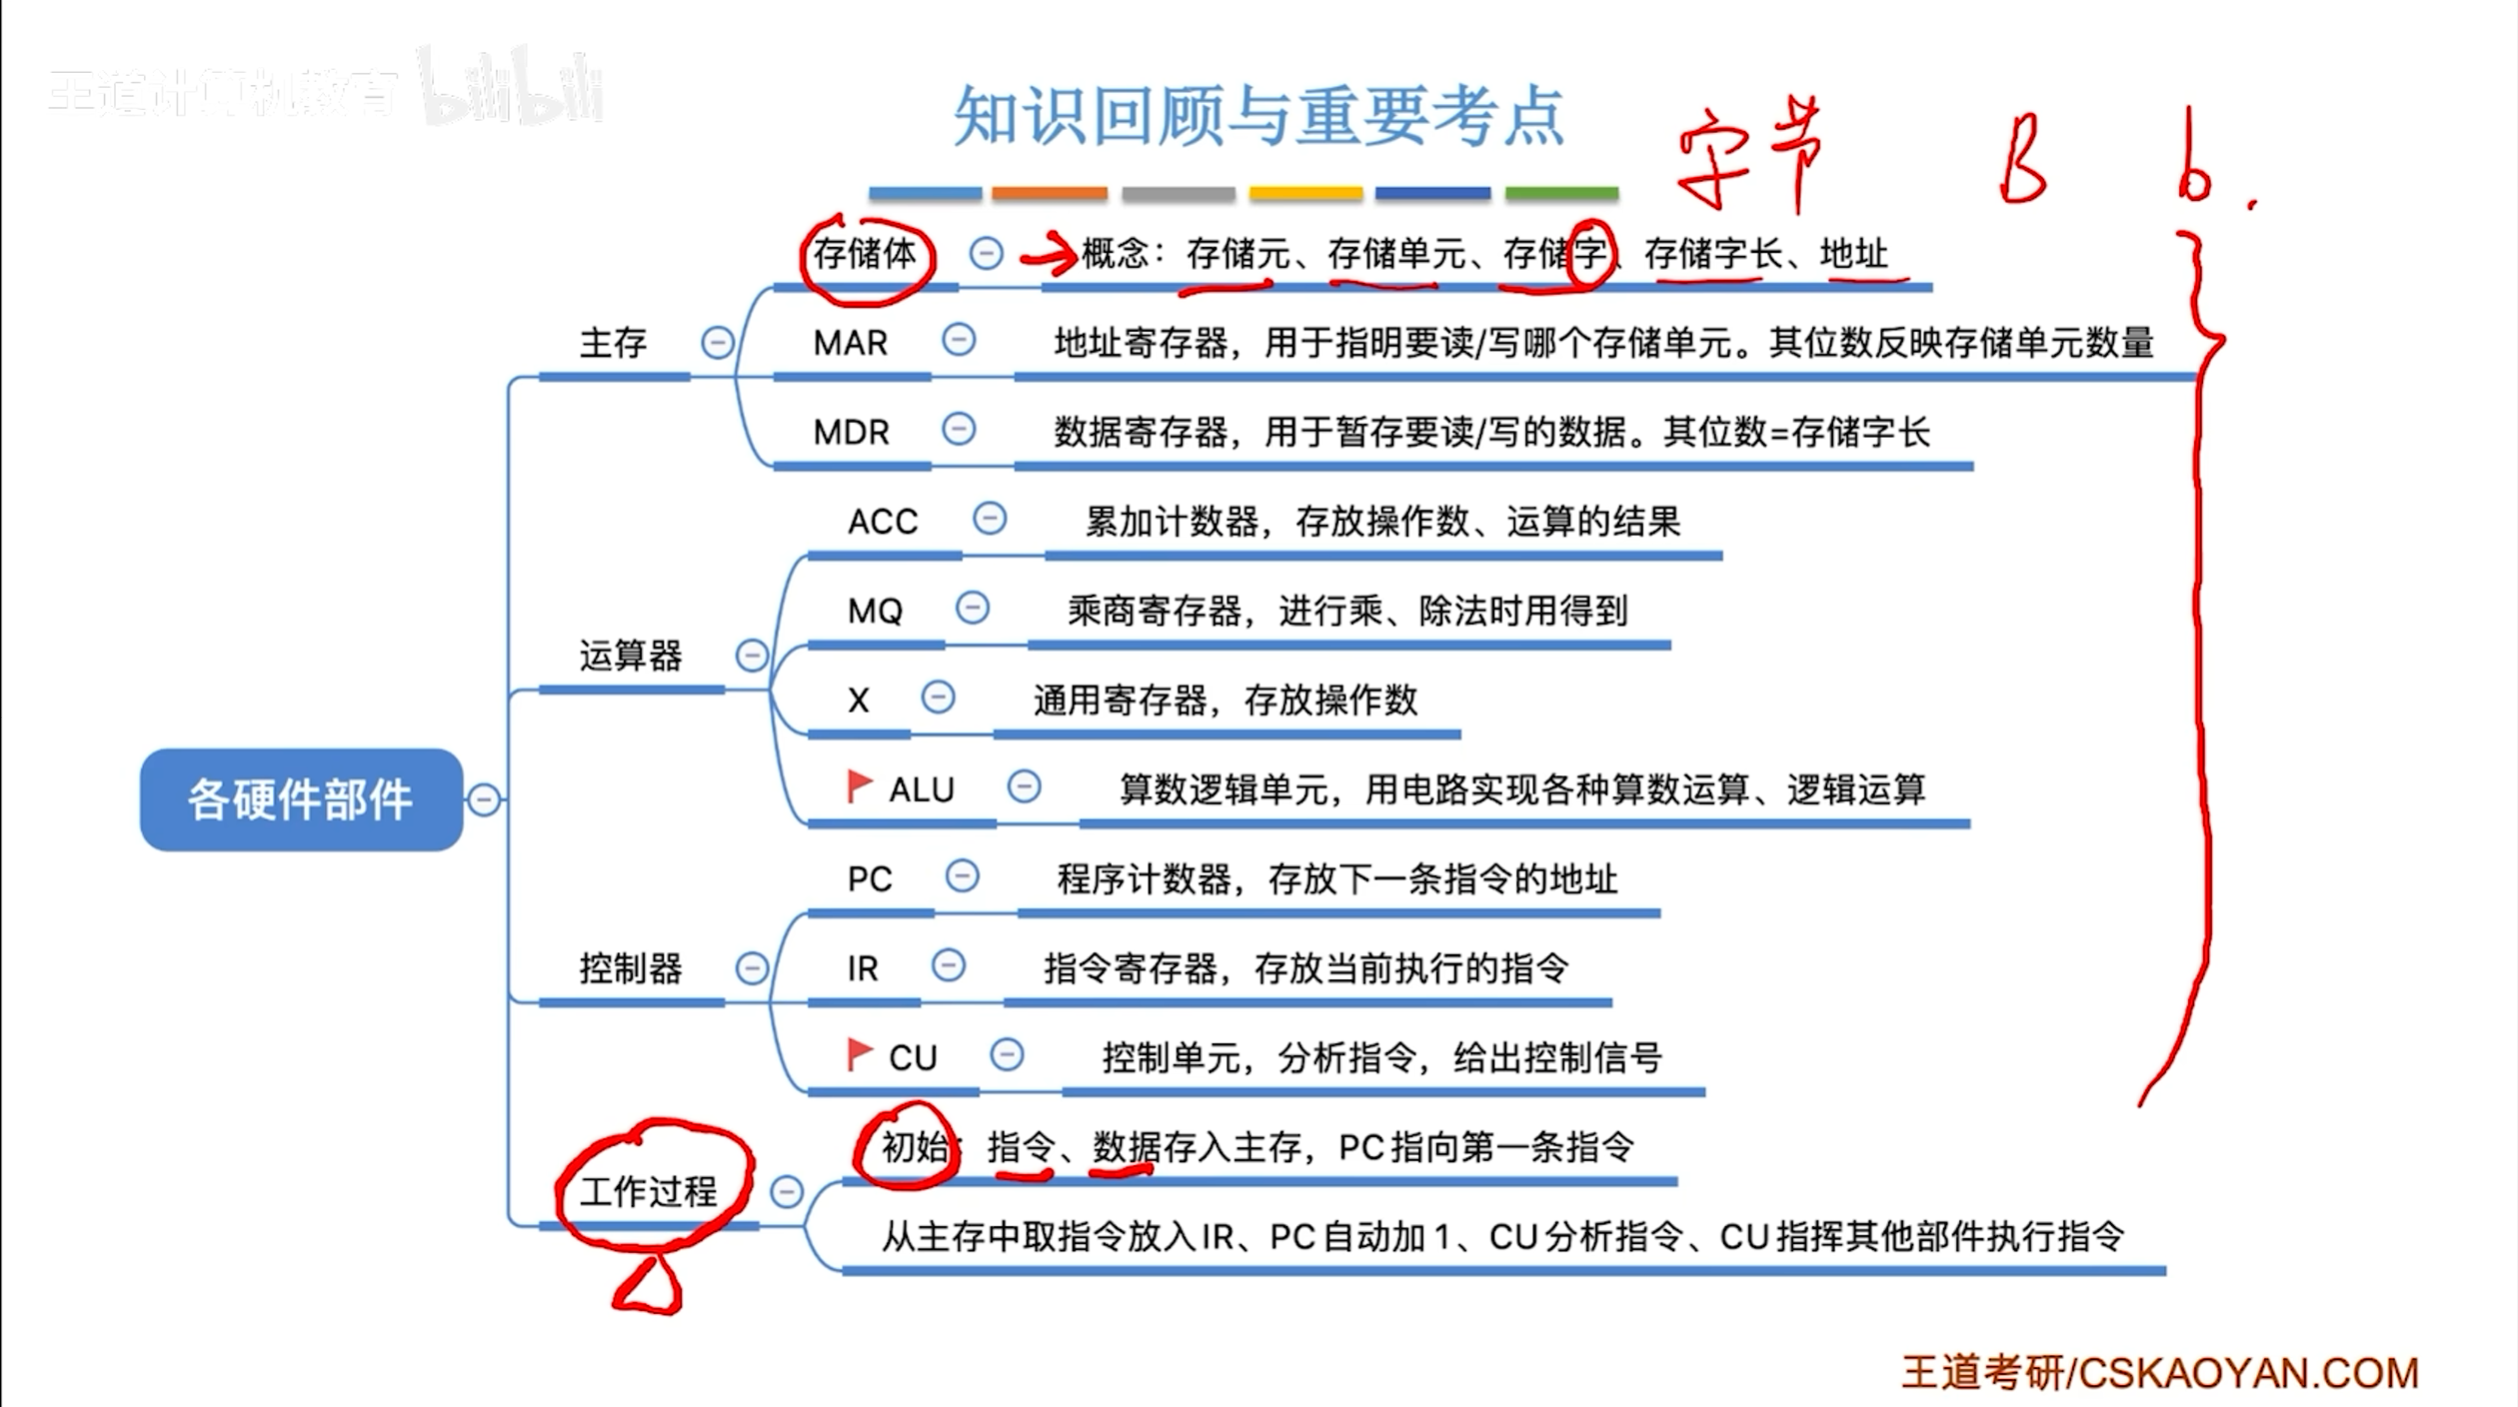 王道计算机教育 bilibili
知识回顾与重要考点
字节 B b.
存储体 概念：存储元、存储单元、存储字、存储字长、地址
主存 MAR 地址寄存器，用于指明要读/写哪个存储单元。其位数反映存储单元数量
MDR 数据寄存器，用于暂存要读/写的数据。其位数=存储字长
ACC 累加计数器，存放操作数、运算的结果
MQ 乘商寄存器，进行乘、除法时用得到
运算器
X 通用寄存器，存放操作数
ALU 算数逻辑单元，用电路实现各种算数运算、逻辑运算
各硬件部件
PC 程序计数器，存放下一条指令的地址
控制器 IR 指令寄存器，存放当前执行的指令
CU 控制单元，分析指令，给出控制信号
初始：指令、数据存入主存，PC指向第一条指令
工作过程
从主存中取指令放入IR、PC自动加1、CU分析指令、CU指挥其他部件执行指令
王道考研/CSKAOYAN.COM